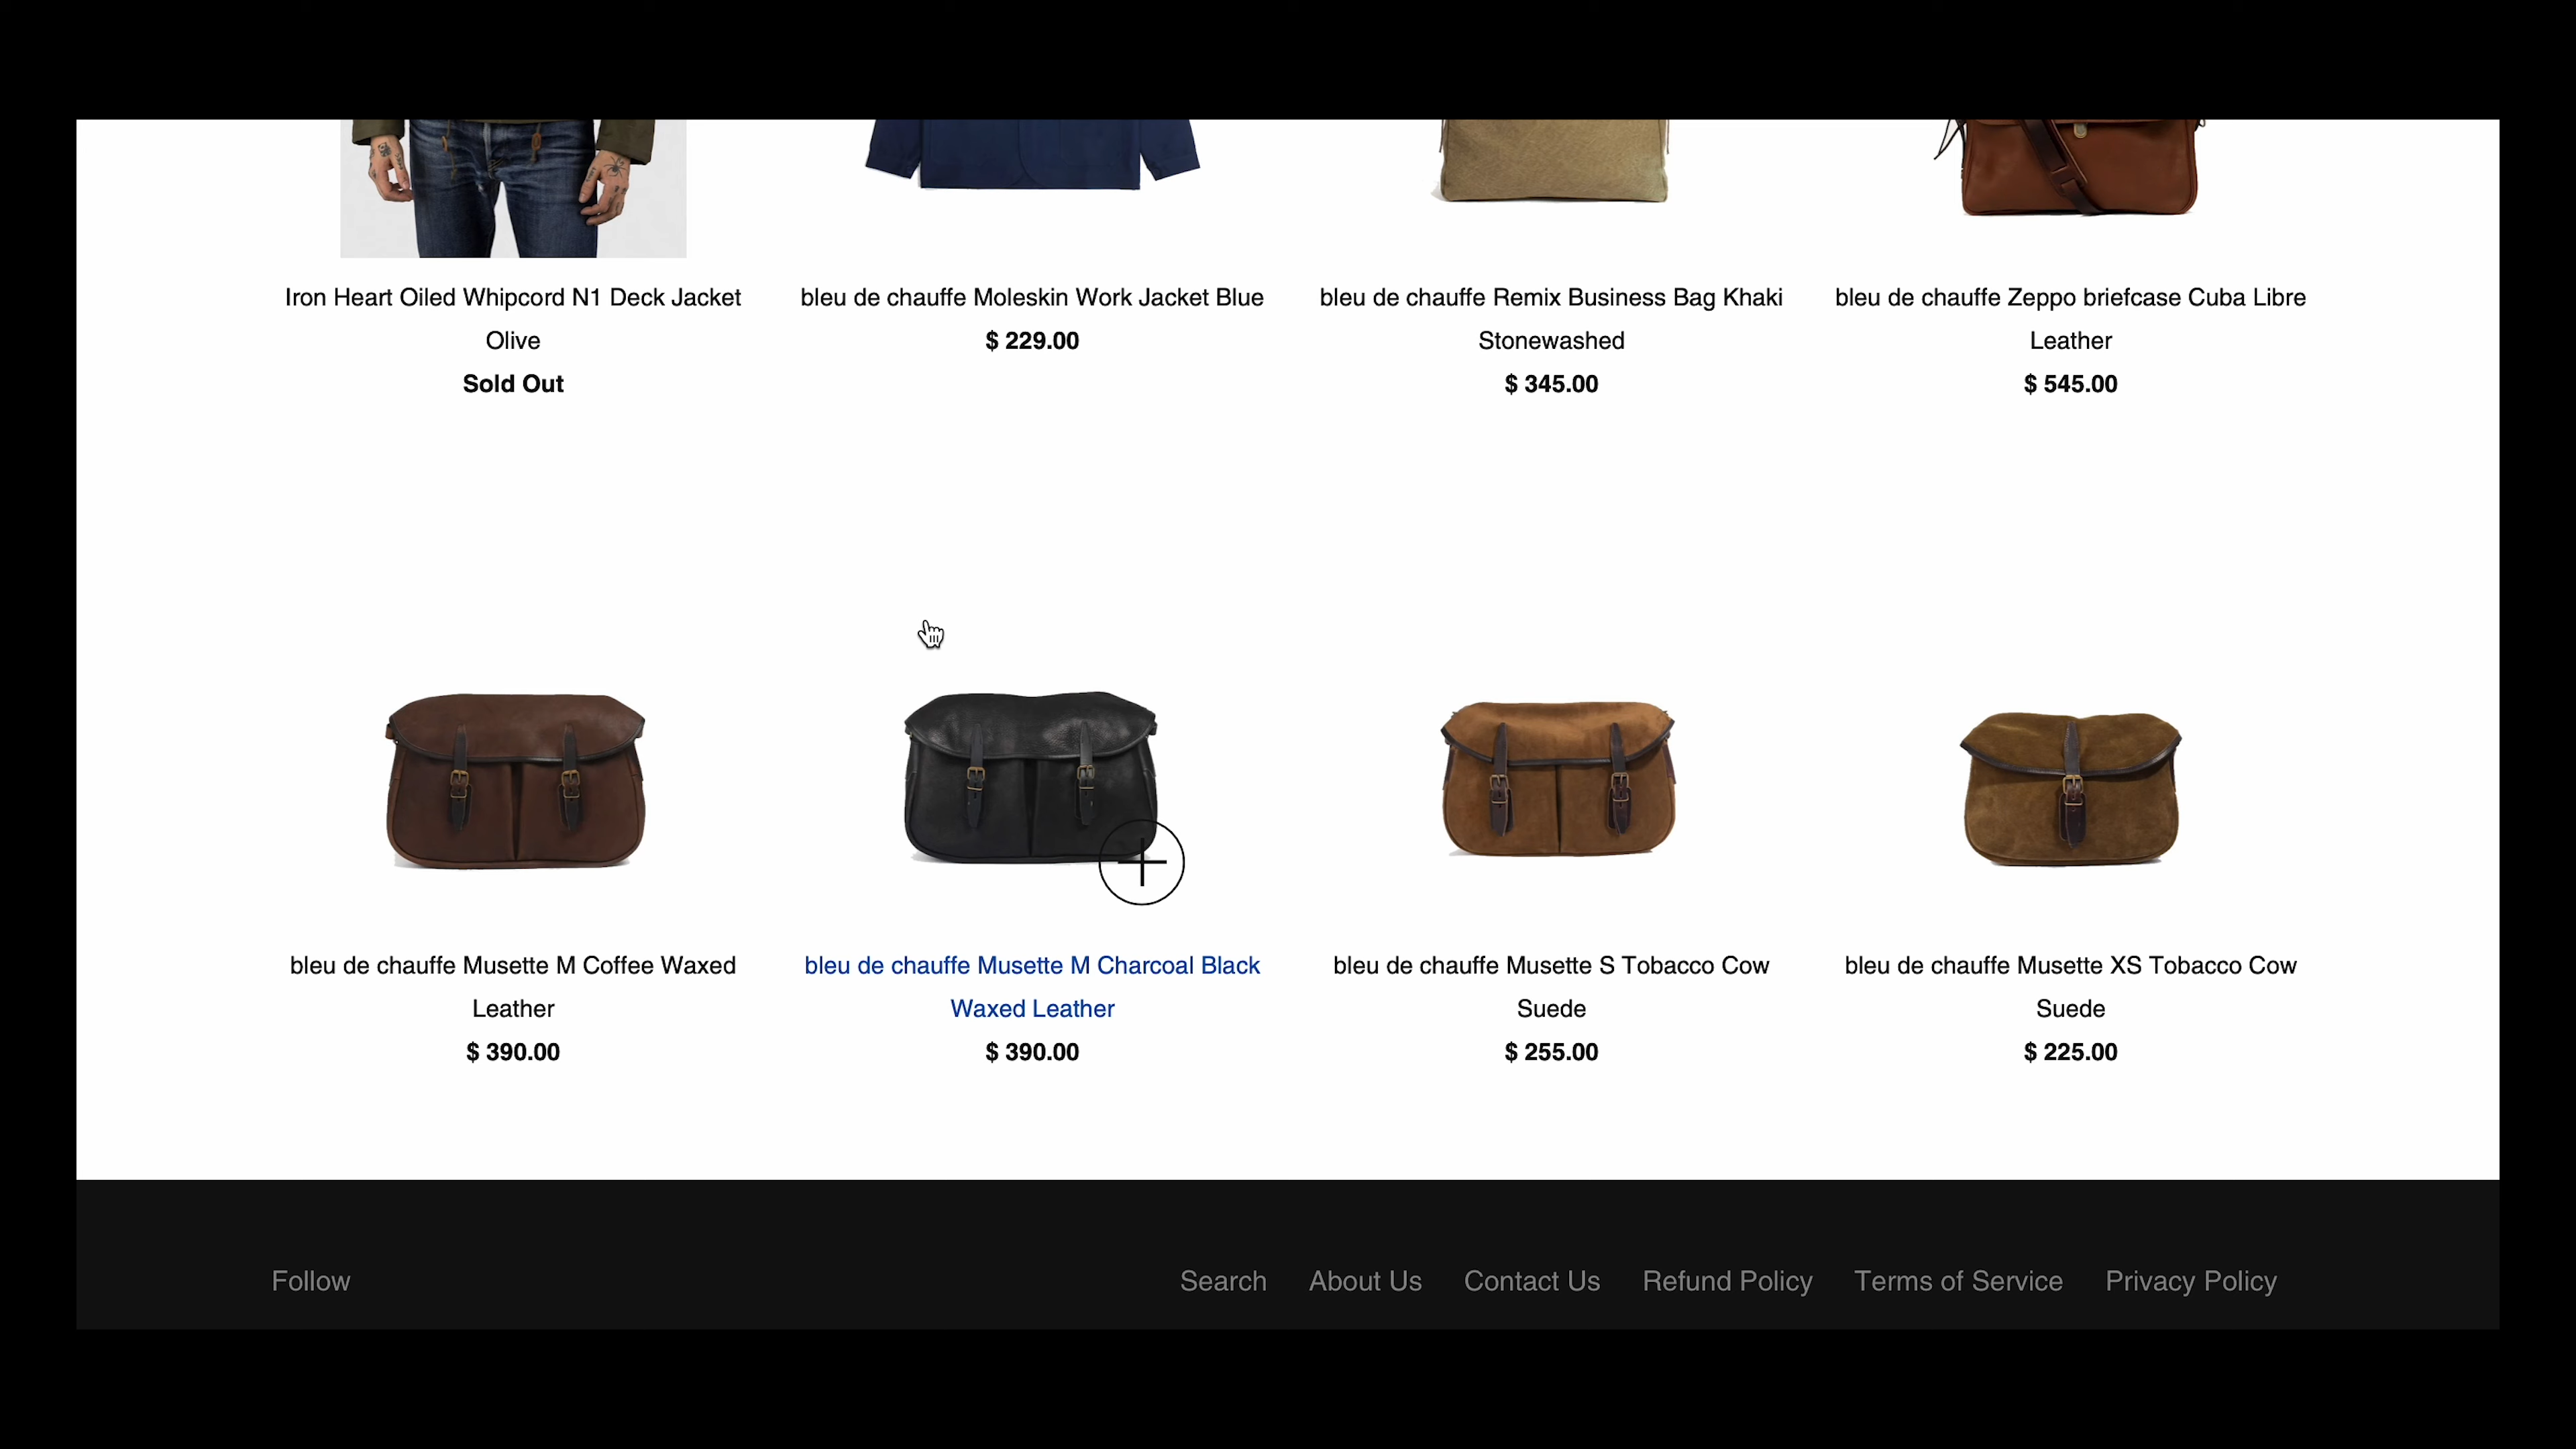 Iron Heart Oiled Whipcord N1 Deck Jacket
Olive
Sold Out
bleu de chauffe Moleskin Work Jacket Blue
$ 229.00
bleu de chauffe Remix Business Bag Khaki
Stonewashed
$ 345.00
bleu de chauffe Zeppo briefcase Cuba Libre
Leather
$ 545.00
bleu de chauffe Musette M Coffee Waxed
Leather
$ 390.00
bleu de chauffe Musette M Charcoal Black
Waxed Leather
$ 390.00
bleu de chauffe Musette S Tobacco Cow
Suede
$ 255.00
bleu de chauffe Musette XS Tobacco Cow
Suede
$ 225.00
Follow
Search
About Us
Contact Us
Refund Policy
Terms of Service
Privacy Policy